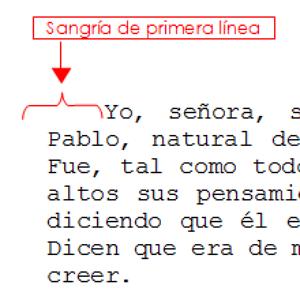 Sangría de primera línea
Yo, señora, s
Pablo, natural de
Fue, tal como todo
altos sus pensami
diciendo que él e
Dicen que era de m
creer.